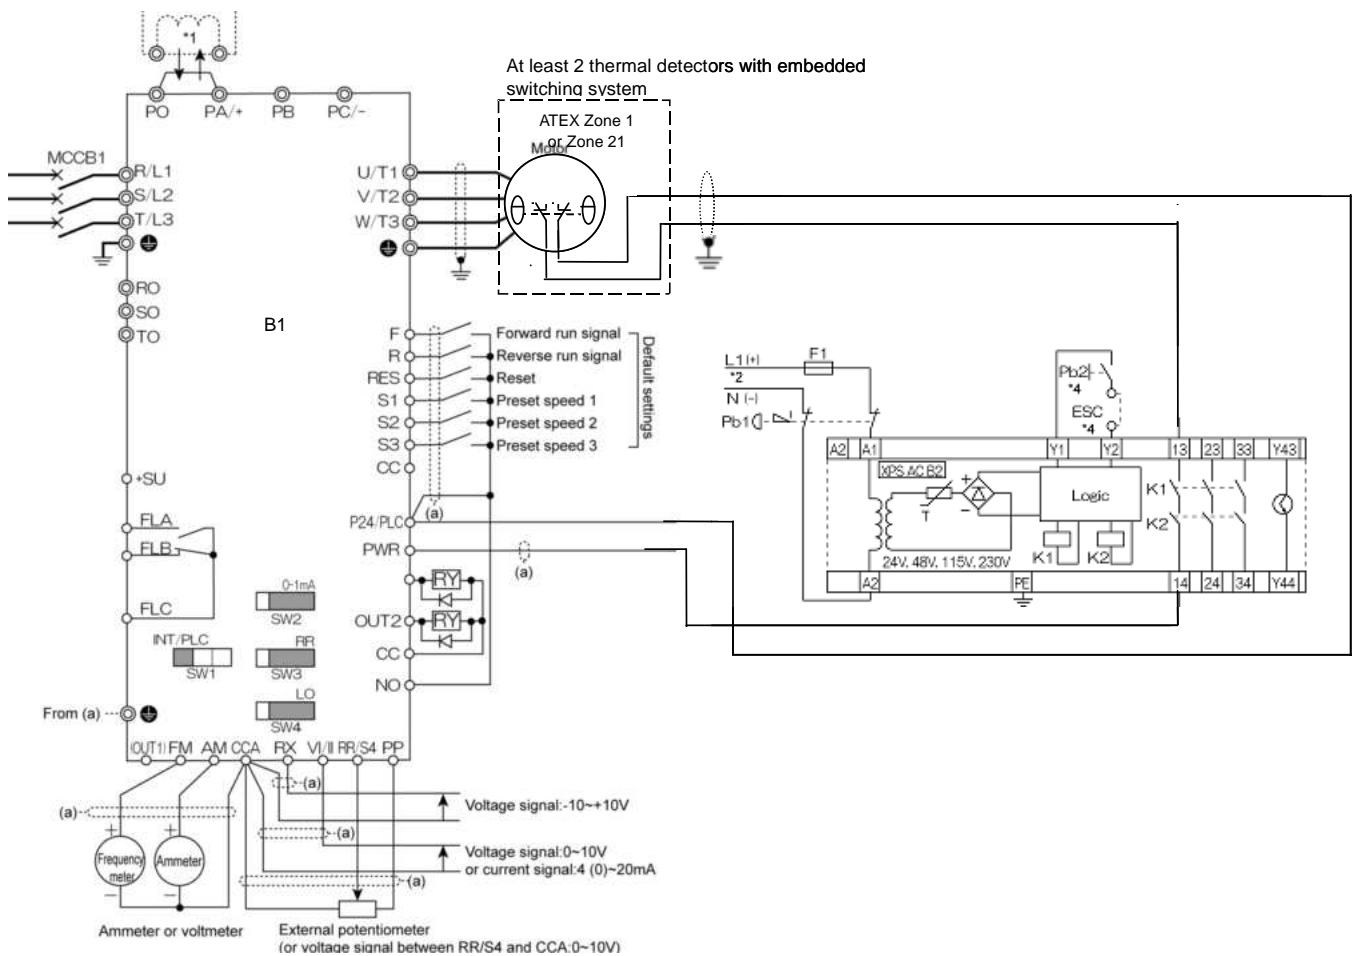 *1
At least 2 thermal detectors with embedded
switching system
PO PA/+ PB PC/-
ATEX Zone 1
or Zone 21
Motor
MCCB1
R/L1
S/L2
T/L3
U/T1
V/T2
W/T3
RO
SO
TO
B1
F Forward run signal
R Reverse run signal
RES Reset
S1 Preset speed 1
S2 Preset speed 2
S3 Preset speed 3
Default settings
CC
+SU
(a)
P24/PLC
PWR
(a)
FLA
FLB
FLC
0-1mA
SW2
RY
OUT2 RY
INT/PLC
SW1
RR
SW3
CC
NO
LO
SW4
From (a)
(OUT1) FM AM CCA RX VI/II RR/S4 PP
(a)
(a)
Voltage signal:-10~+10V
(a)
Voltage signal:0~10V
or current signal:4 (0)~20mA
(a)
+ +
Frequency
meter
Ammeter
- -
Ammeter or voltmeter
External potentiometer
(or voltage signal between RR/S4 and CCA:0~10V)
L1 (+)
*2
N (-)
F1
Pb1
Pb2
*4
ESC
*4
A2 A1 Y1 Y2 13 23 33 Y43
XPS AC B2
T
+
-
Logic
K1
K2
K1 K2
24V, 48V, 115V, 230V
A2 PE 14 24 34 Y44